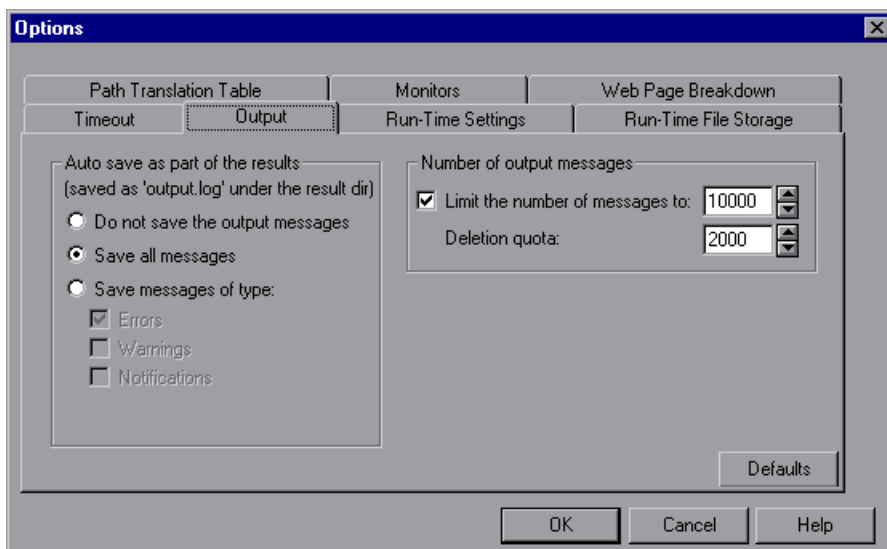 Options
Path Translation Table
Monitors
Web Page Breakdown
Timeout
Output
Run-Time Settings
Run-Time File Storage
Auto save as part of the results
(saved as 'output.log' under the result dir)
Do not save the output messages
Save all messages
Save messages of type:
Errors
Warnings
Notifications
Number of output messages
Limit the number of messages to: 10000
Deletion quota: 2000
Defaults
OK
Cancel
Help